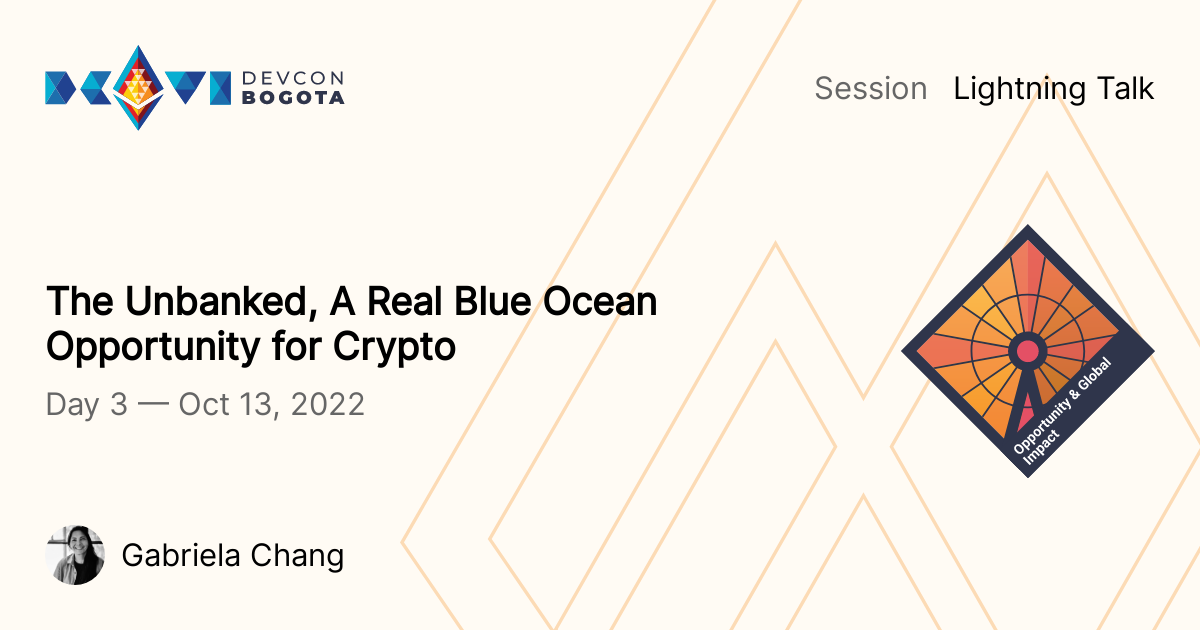 DEVCON
BOGOTA
Session Lightning Talk
The Unbanked, A Real Blue Ocean
Opportunity for Crypto
Day 3 — Oct 13, 2022
Opportunity & Global
Impact
Gabriela Chang